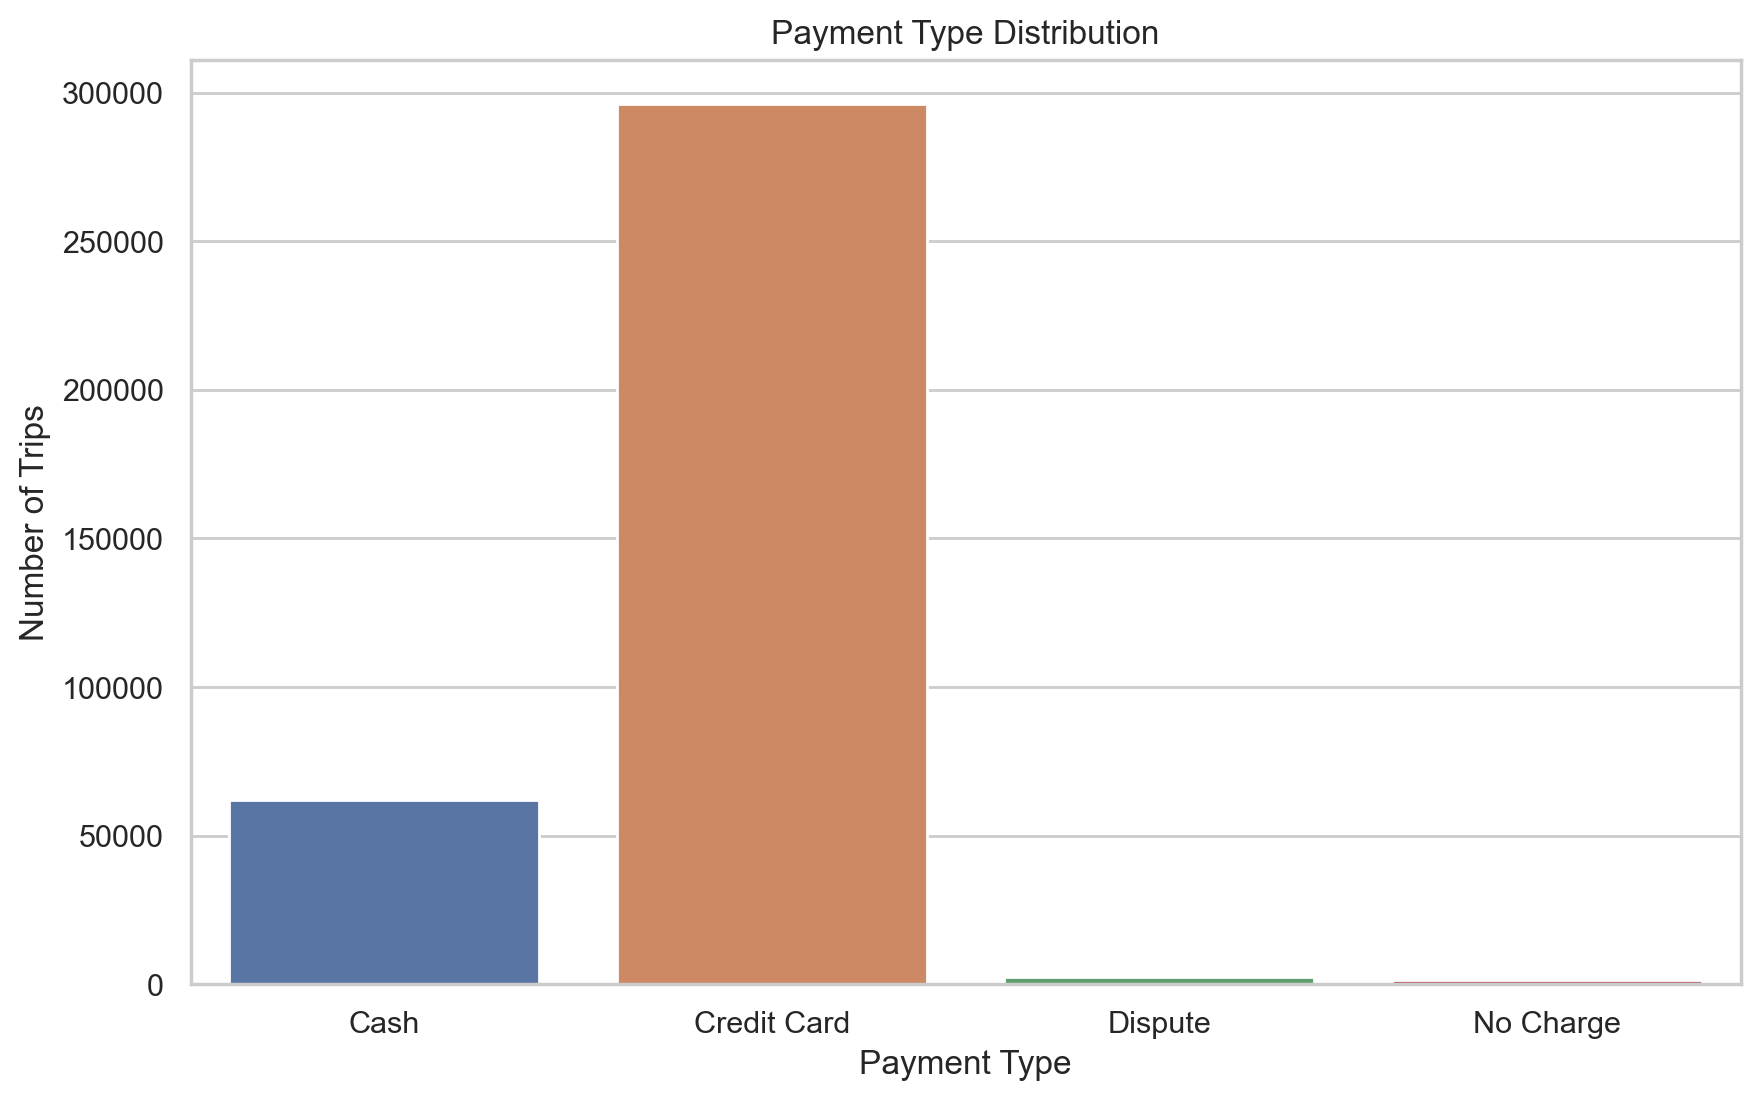 Payment Type Distribution
300000
250000
200000
150000
100000
50000
0
Number of Trips
Cash
Credit Card
Dispute
No Charge
Payment Type